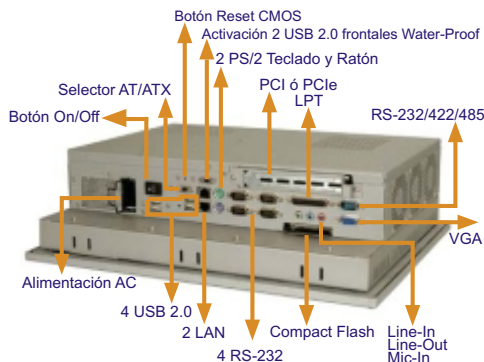 Botón Reset CMOS
Activación 2 USB 2.0 frontales Water-Proof
2 PS/2 Teclado y Ratón
Selector AT/ATX
PCI ó PCIe
LPT
RS-232/422/485
Botón On/Off
VGA
Alimentación AC
4 USB 2.0
2 LAN
4 RS-232
Compact Flash
Line-In
Line-Out
Mic-In